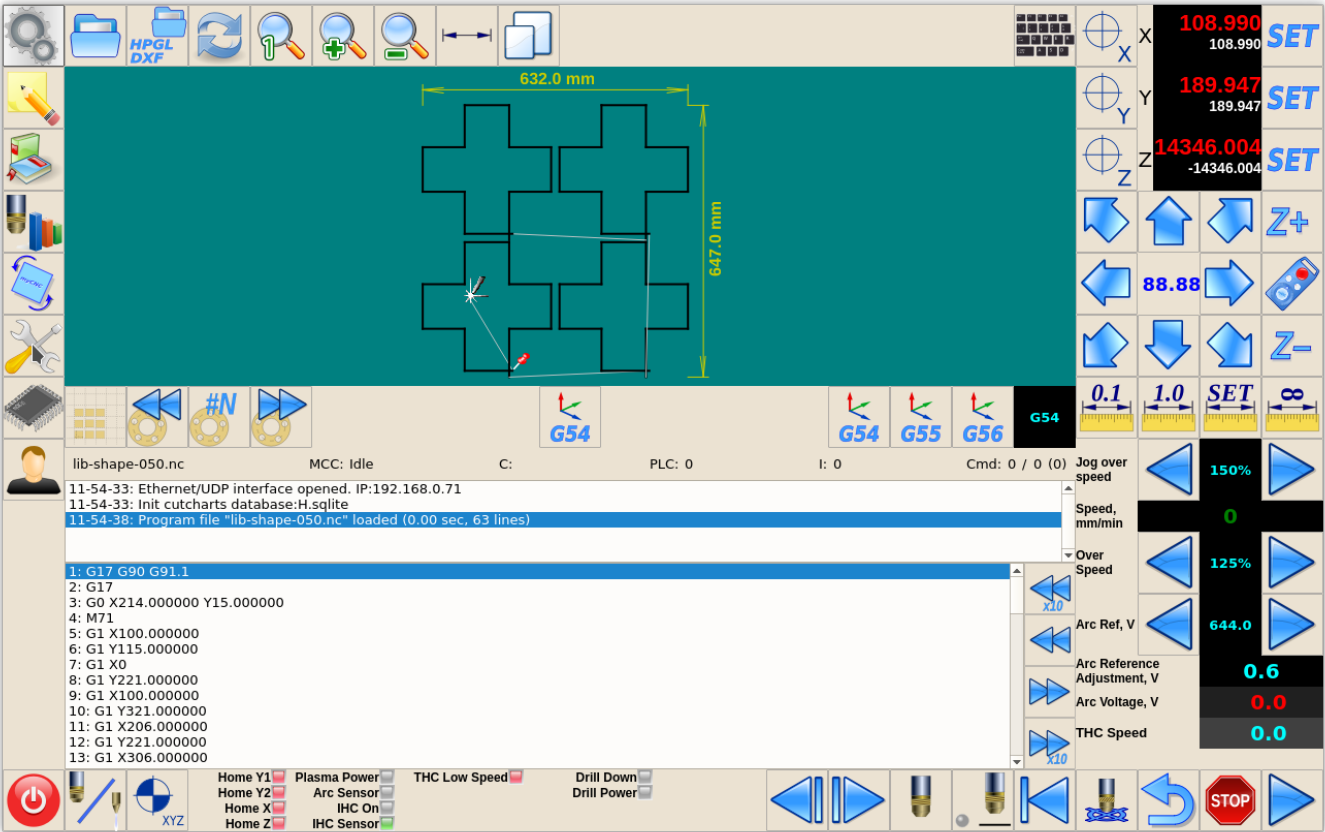 HPGL
DXF
1
X
X
108.990
108.990
SET
Y
Y
189.947
189.947
SET
Z
Z
14346.004
-14346.004
SET
632.0 mm
647.0 mm
myCNC
Z+
88.88
Z-
#N
G54
G54
G55
G56
G54
0.1
1.0
SET
∞
lib-shape-050.nc
MCC: Idle
C:
PLC: 0
I: 0
Cmd: 0 / 0 (0)
11-54-33: Ethernet/UDP interface opened. IP:192.168.0.71
11-54-33: Init cutcharts database:H.sqlite
11-54-38: Program file "lib-shape-050.nc" loaded (0.00 sec, 63 lines)
1: G17 G90 G91.1
2: G17
3: G0 X214.000000 Y15.000000
4: M71
5: G1 X100.000000
6: G1 Y115.000000
7: G1 X0
8: G1 Y221.000000
9: G1 X100.000000
10: G1 Y321.000000
11: G1 X206.000000
12: G1 Y221.000000
13: G1 X306.000000
x10
x10
Jog over
speed
150%
Speed,
mm/min
0
Over
Speed
125%
Arc Ref, V
644.0
Arc Reference
Adjustment, V
0.6
Arc Voltage, V
0.0
THC Speed
0.0
XYZ
Home Y1
Home Y2
Home X
Home Z
Plasma Power
Arc Sensor
IHC On
IHC Sensor
THC Low Speed
Drill Down
Drill Power
STOP